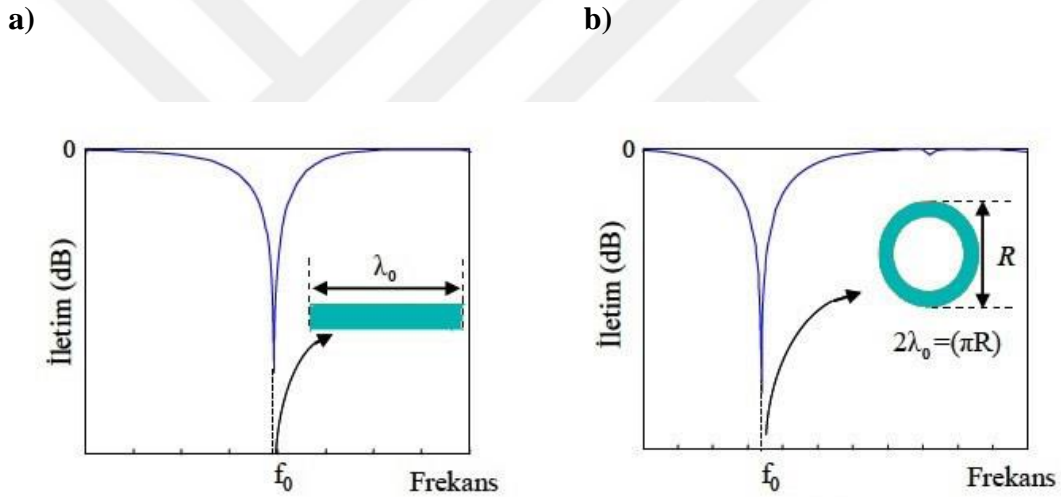 a)
b)
0
İletim (dB)
λ₀
f₀
Frekans
0
İletim (dB)
R
2λ₀=(πR)
f₀
Frekans